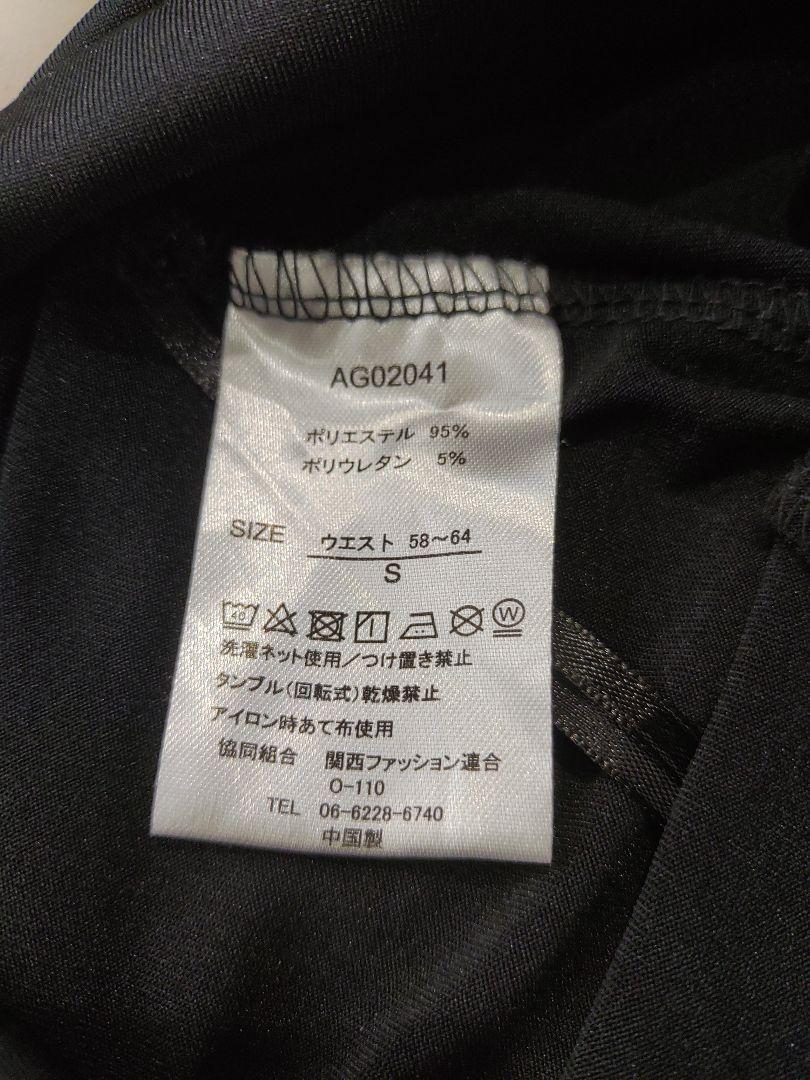 AG02041
ポリエステル 95%
ポリウレタン 5%
SIZE ウエスト 58～64
S
40 W
洗濯ネット使用／つけ置き禁止
タンブル(回転式)乾燥禁止
アイロン時あて布使用
協同組合 関西ファッション連合
O-110
TEL 06-6228-6740
中国製